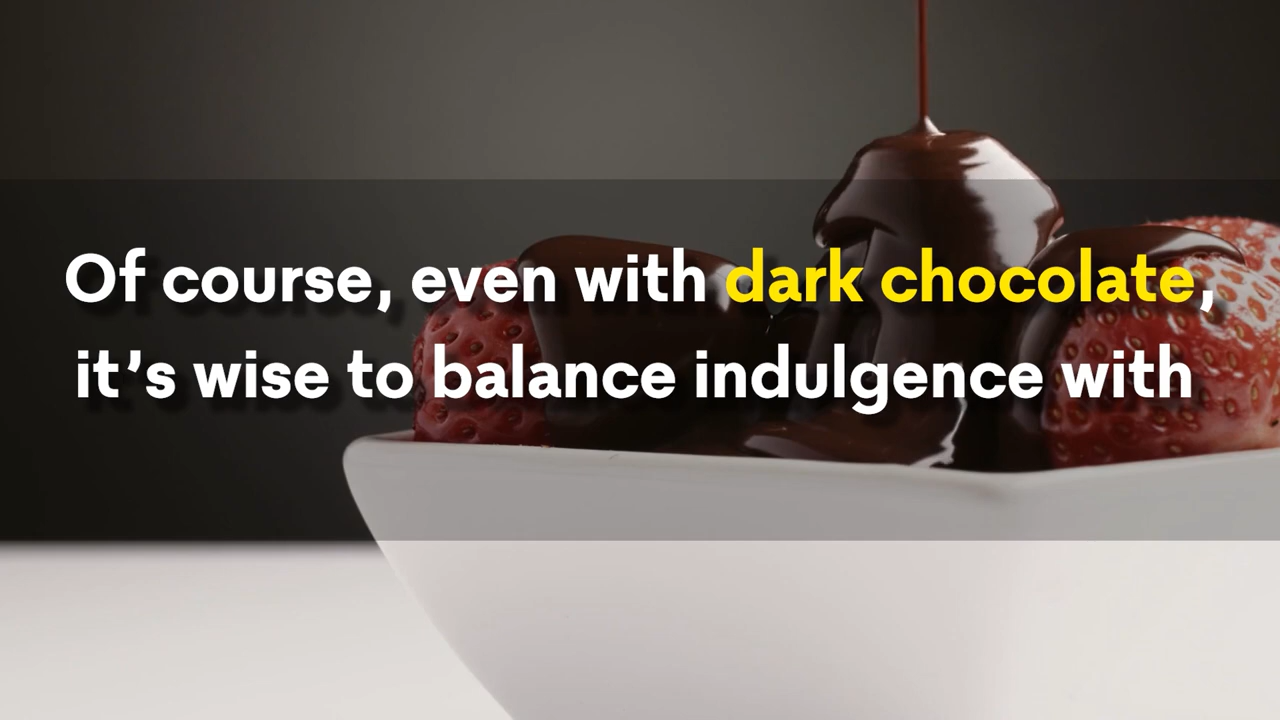 Of course, even with dark chocolate,
it’s wise to balance indulgence with